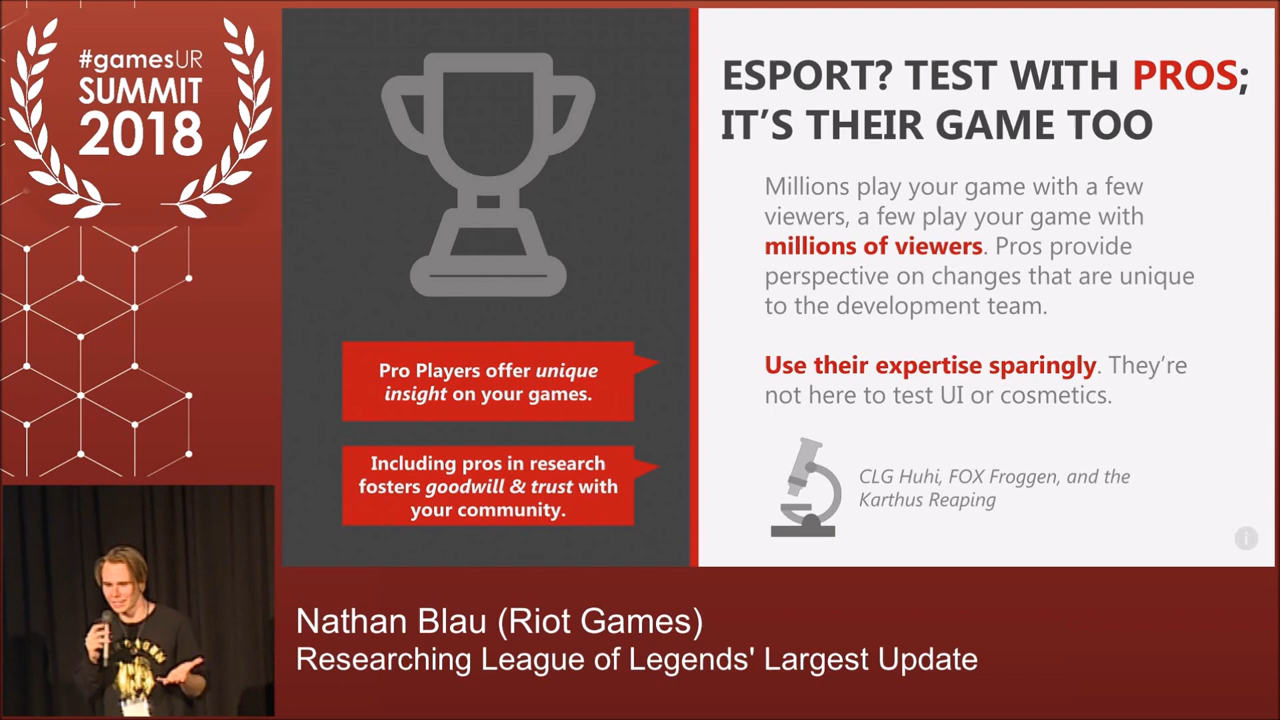 #gamesUR
SUMMIT
2018
ESPORT? TEST WITH PROS;
IT'S THEIR GAME TOO
Millions play your game with a few
viewers, a few play your game with
millions of viewers. Pros provide
perspective on changes that are unique
to the development team.
Use their expertise sparingly. They're
not here to test UI or cosmetics.
CLG Huhi, FOX Froggen, and the
Karthus Reaping
Pro Players offer unique
insight on your games.
Including pros in research
fosters goodwill & trust with
your community.
Nathan Blau (Riot Games)
Researching League of Legends' Largest Update